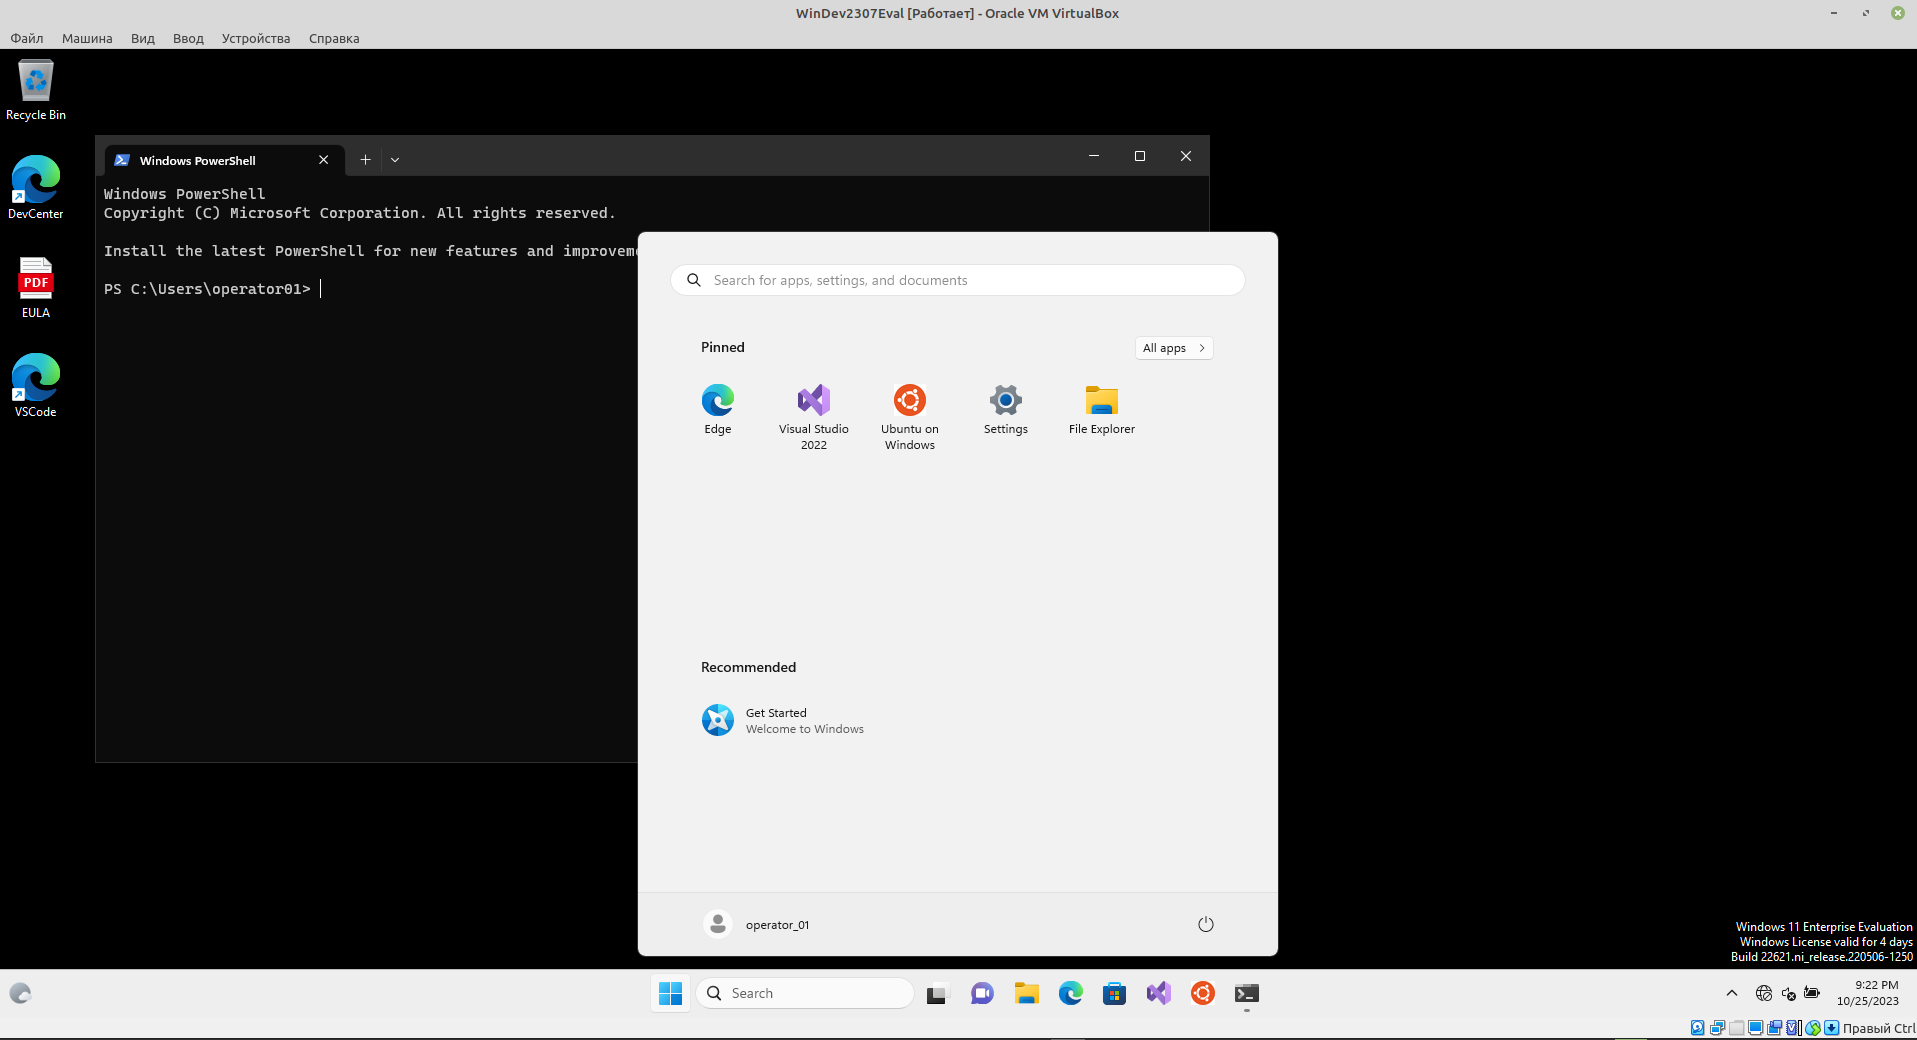 WinDev2307Eval [Работает] - Oracle VM VirtualBox
Файл Машина Вид Ввод Устройства Справка
Recycle Bin
DevCenter
PDF
EULA
VSCode
Windows PowerShell
Windows PowerShell
Copyright (C) Microsoft Corporation. All rights reserved.
Install the latest PowerShell for new features and improveme
PS C:\Users\operator01>
Search for apps, settings, and documents
Pinned
All apps
Edge
Visual Studio
2022
Ubuntu on
Windows
Settings
File Explorer
Recommended
Get Started
Welcome to Windows
operator_01
Windows 11 Enterprise Evaluation
Windows License valid for 4 days
Build 22621.ni_release.220506-1250
Search
9:22 PM
10/25/2023
Правый Ctrl